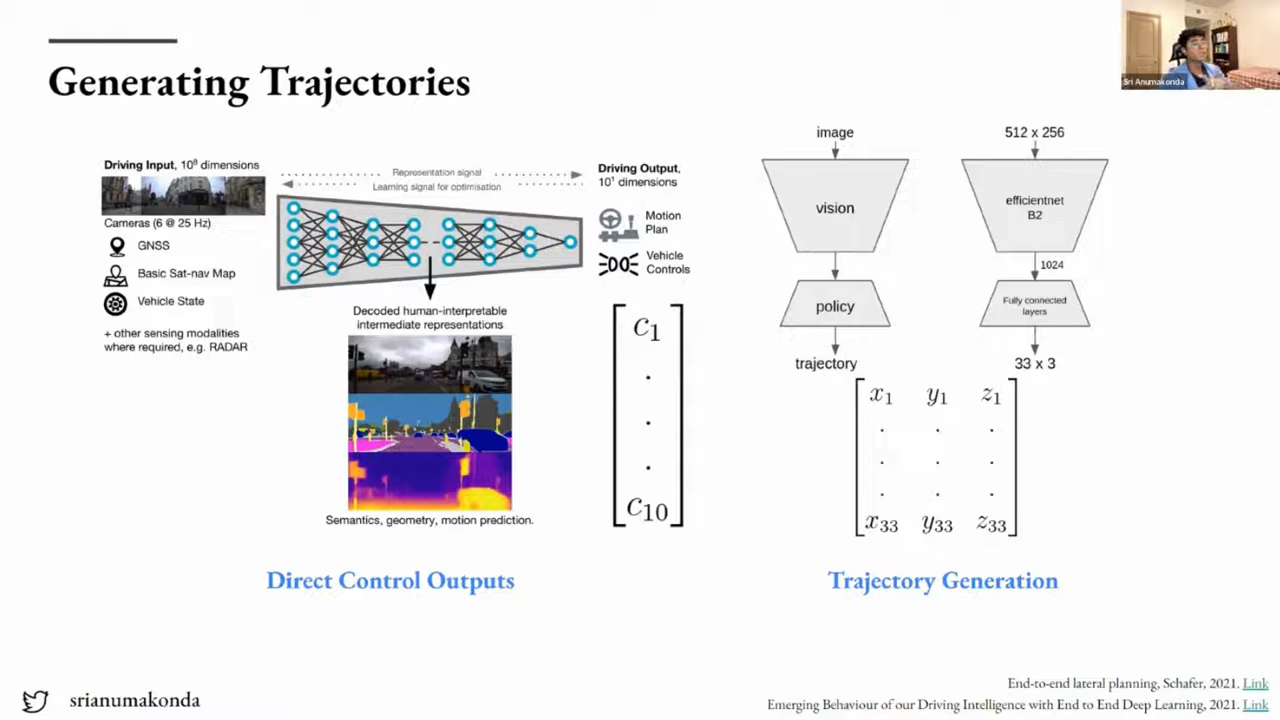 Generating Trajectories
Sri Anumakonda
Driving Input, 10⁸ dimensions
Cameras (6 @ 25 Hz)
GNSS
Basic Sat-nav Map
Vehicle State
+ other sensing modalities
where required, e.g. RADAR
Representation signal
Learning signal for optimisation
Driving Output,
10¹ dimensions
Motion
Plan
Vehicle
Controls
Decoded human-interpretable
intermediate representations
Semantics, geometry, motion prediction.
c₁
.
.
.
c₁₀
Direct Control Outputs
image
vision
policy
trajectory
512 x 256
efficientnet
B2
1024
Fully connected
layers
33 x 3
x₁ y₁ z₁
. . .
. . .
. . .
x₃₃ y₃₃ z₃₃
Trajectory Generation
srianumakonda
End-to-end lateral planning, Schafer, 2021. Link
Emerging Behaviour of our Driving Intelligence with End to End Deep Learning, 2021. Link